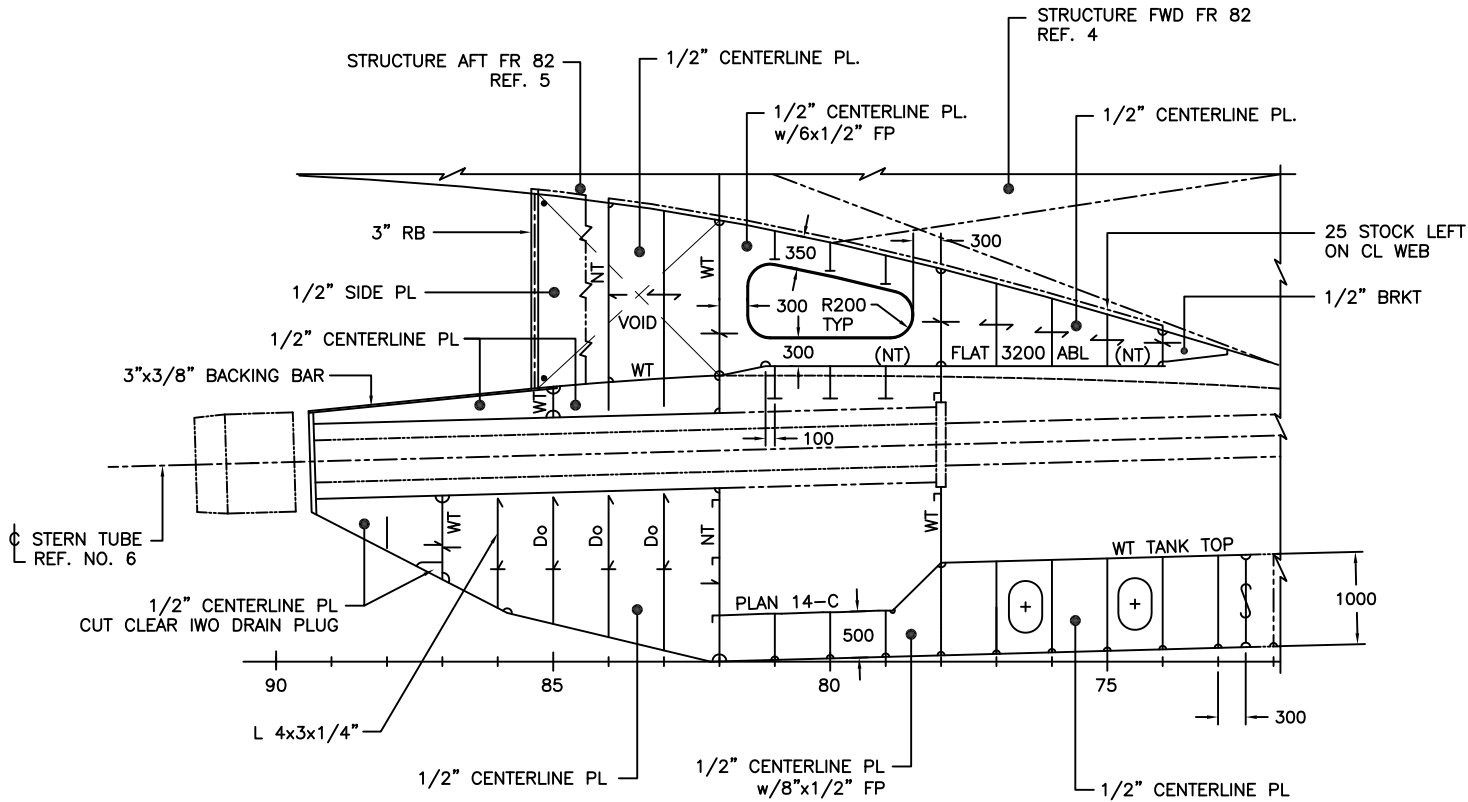 STRUCTURE FWD FR 82
REF. 4
STRUCTURE AFT FR 82
REF. 5
1/2” CENTERLINE PL.
1/2” CENTERLINE PL.
w/6x1/2” FP
1/2” CENTERLINE PL.
3” RB
NT
WT
350
300
25 STOCK LEFT
ON CL WEB
1/2” SIDE PL
300
R200
TYP
1/2” BRKT
VOID
1/2” CENTERLINE PL
300
(NT)
FLAT 3200 ABL
(NT)
3”x3/8” BACKING BAR
WT
WT
100
WT
Do
Do
Do
NT
WT
₵ STERN TUBE
REF. NO. 6
WT TANK TOP
1/2” CENTERLINE PL
CUT CLEAR IWO DRAIN PLUG
PLAN 14-C
500
1000
90
85
80
75
L 4x3x1/4”
300
1/2” CENTERLINE PL
1/2” CENTERLINE PL
w/8”x1/2” FP
1/2” CENTERLINE PL